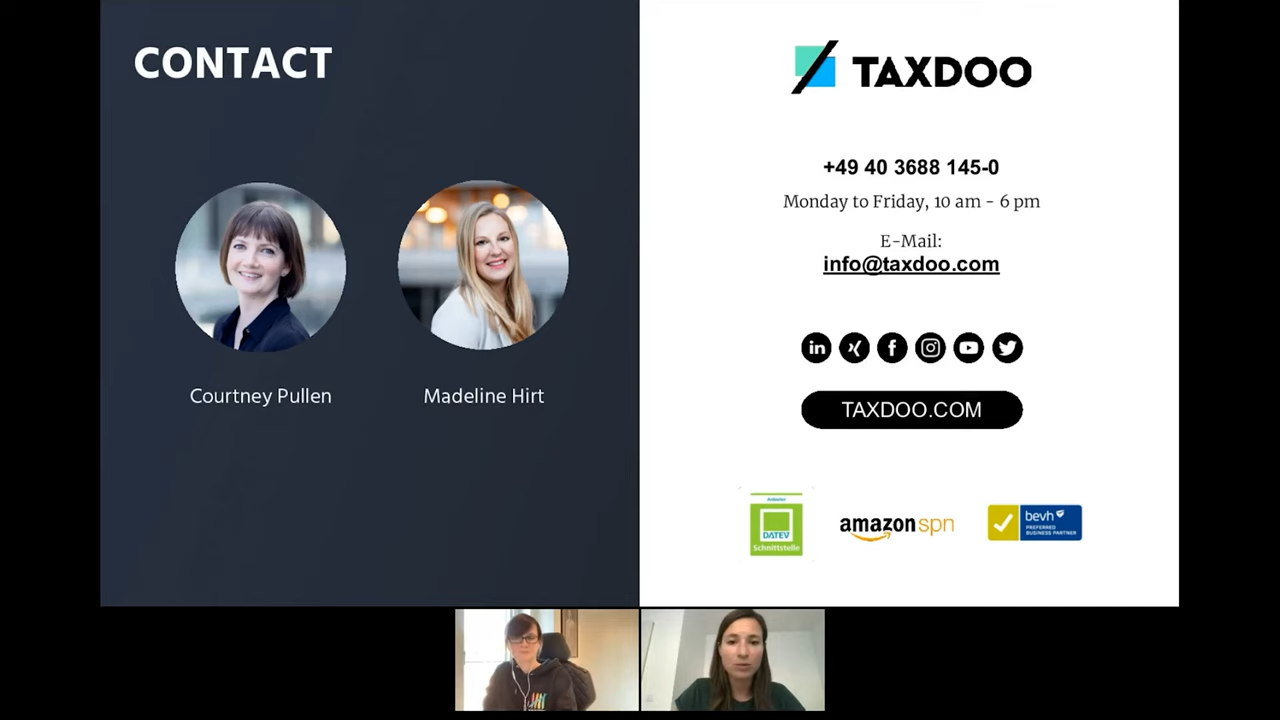 CONTACT
Courtney Pullen
Madeline Hirt
TAXDOO
+49 40 3688 145-0
Monday to Friday, 10 am - 6 pm
E-Mail:
info@taxdoo.com
TAXDOO.COM
Anbieter
DATEV
Schnittstelle
amazon spn
bevh
PREFERRED
BUSINESS PARTNER